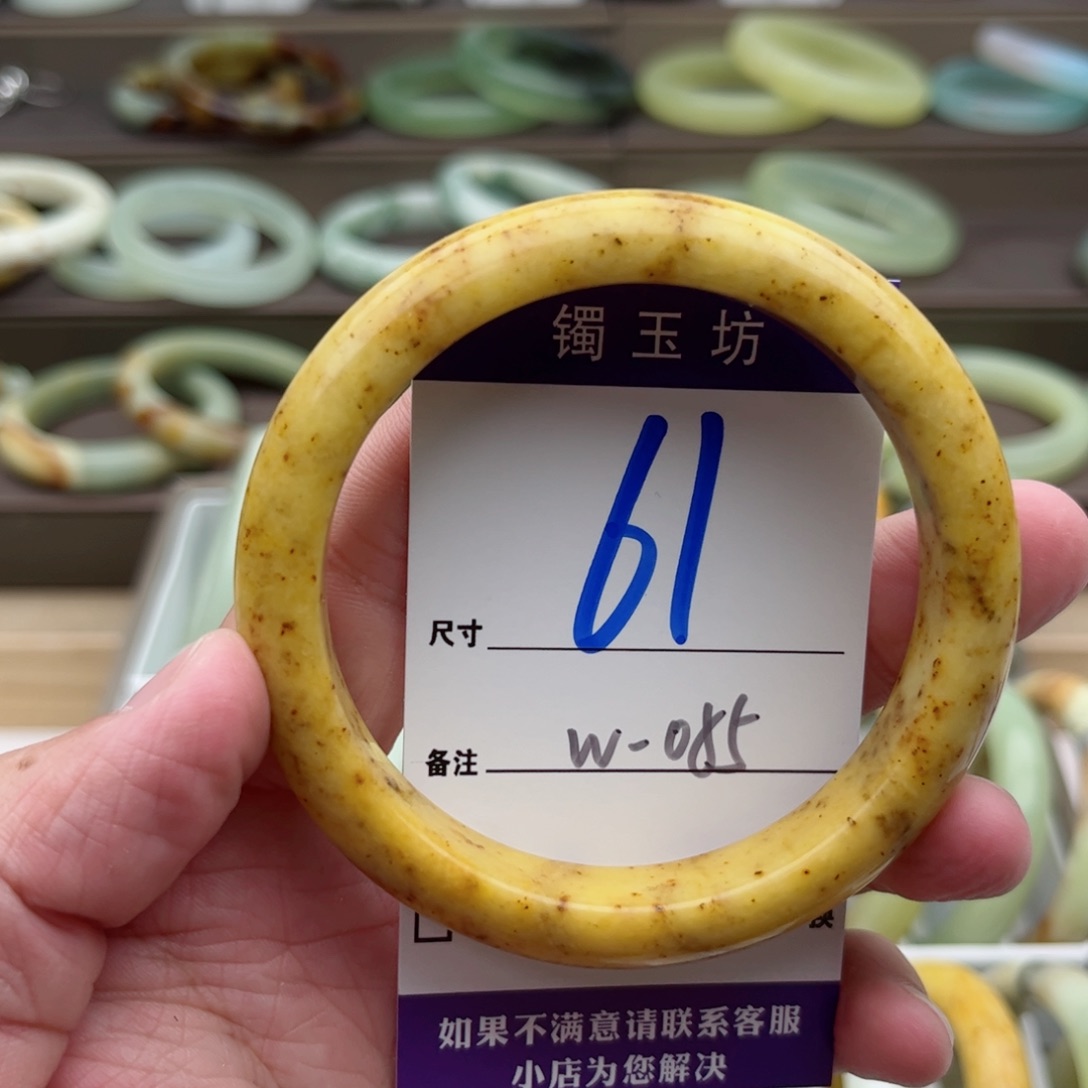 镯玉坊
61
尺寸
W-085
备注
换
如果不满意请联系客服
小店为您解决